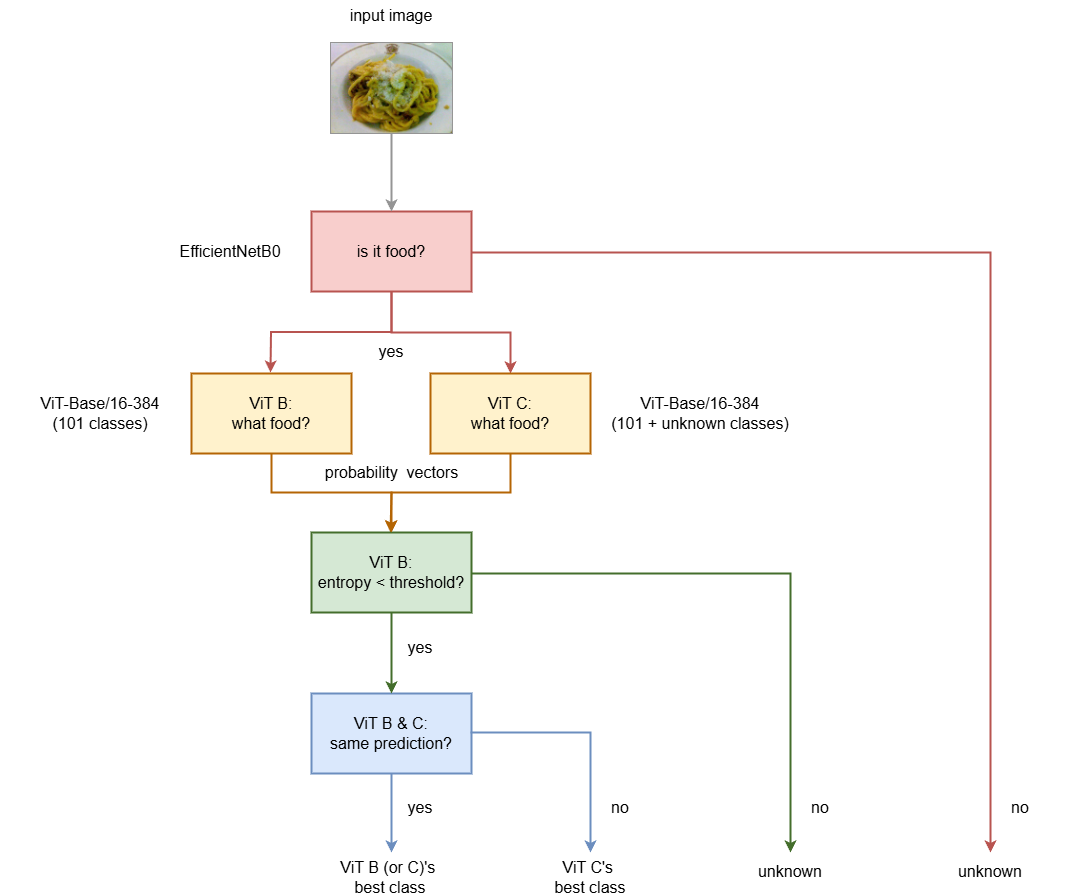 input image
EfficientNetB0
is it food?
yes
ViT-Base/16-384
(101 classes)
ViT B:
what food?
ViT C:
what food?
ViT-Base/16-384
(101 + unknown classes)
probability  vectors
ViT B:
entropy < threshold?
yes
ViT B & C:
same prediction?
yes
no
no
no
ViT B (or C)'s
best class
ViT C's
best class
unknown
unknown